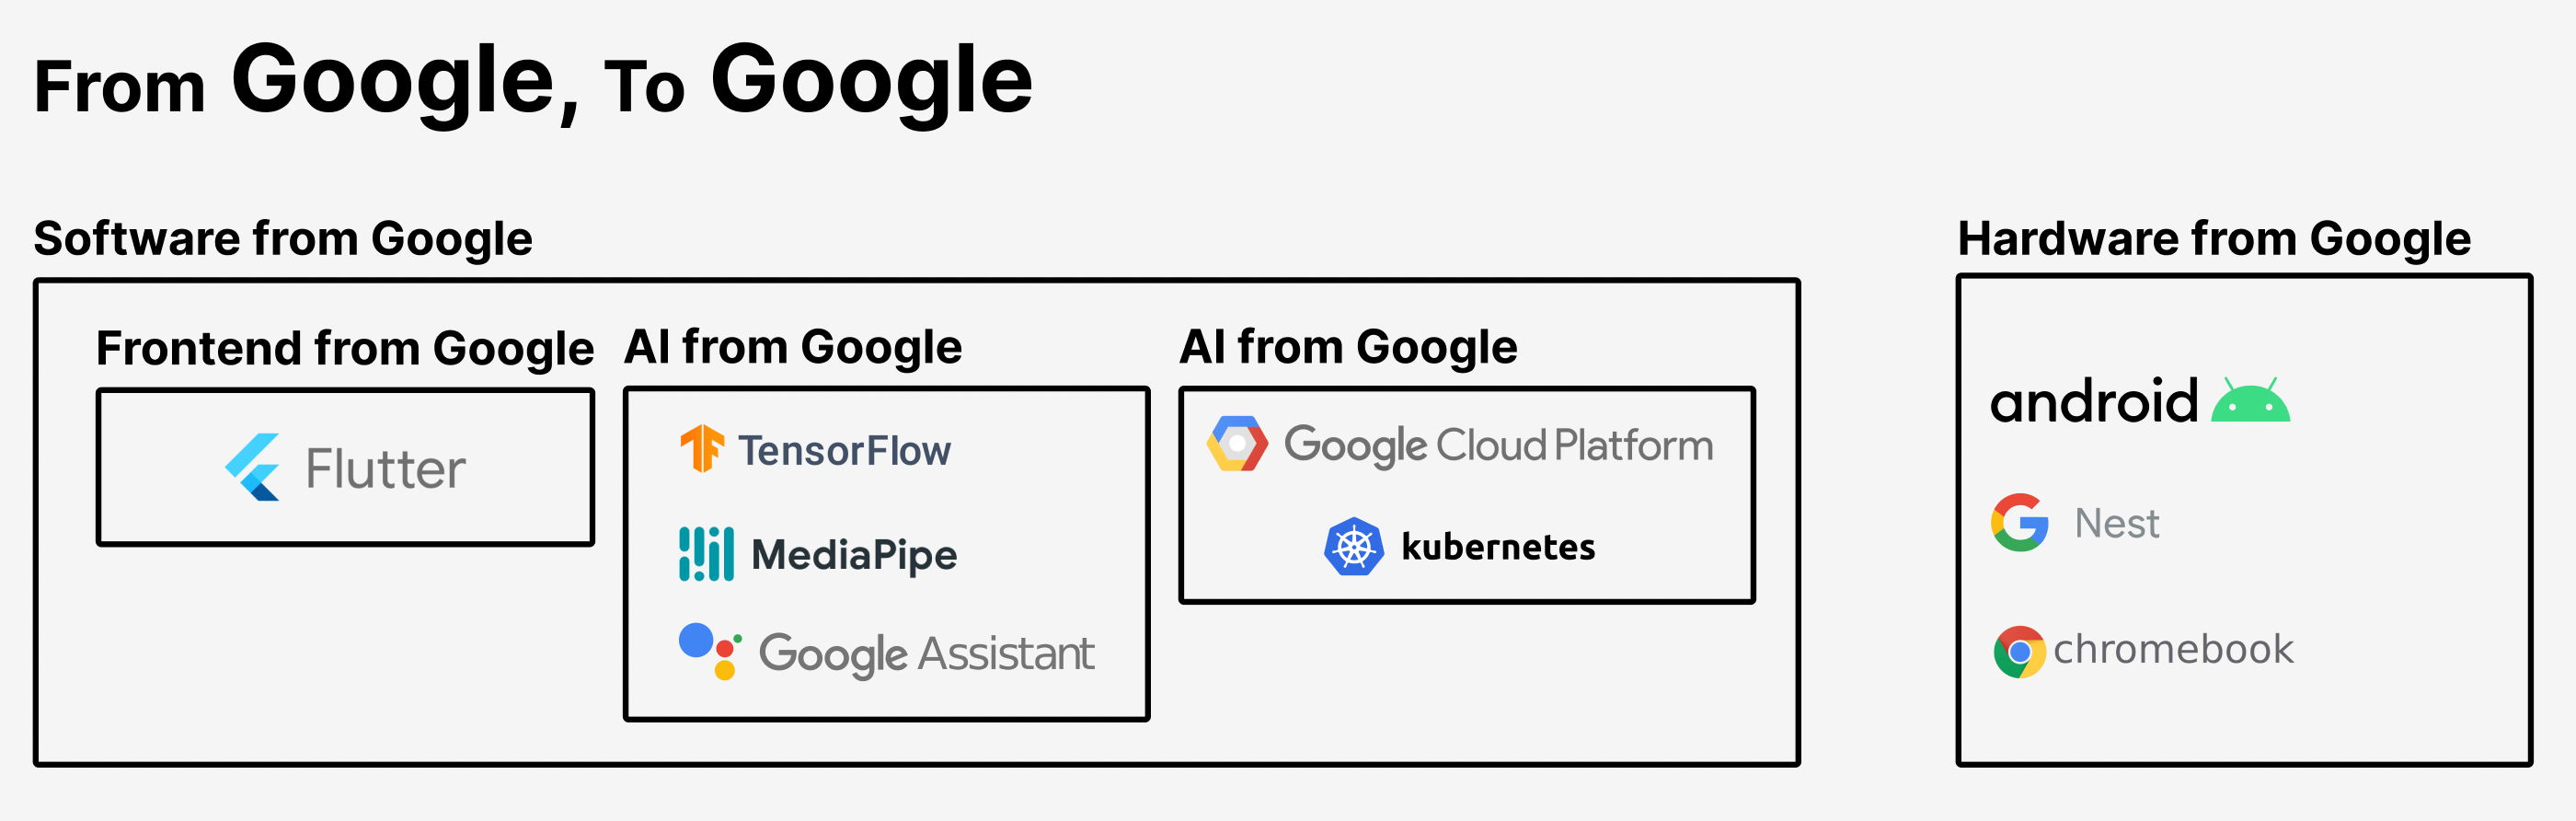 From Google, To Google
Software from Google
Frontend from Google
Flutter
AI from Google
TensorFlow
MediaPipe
Google Assistant
AI from Google
Google Cloud Platform
kubernetes
Hardware from Google
android
G Nest
chromebook